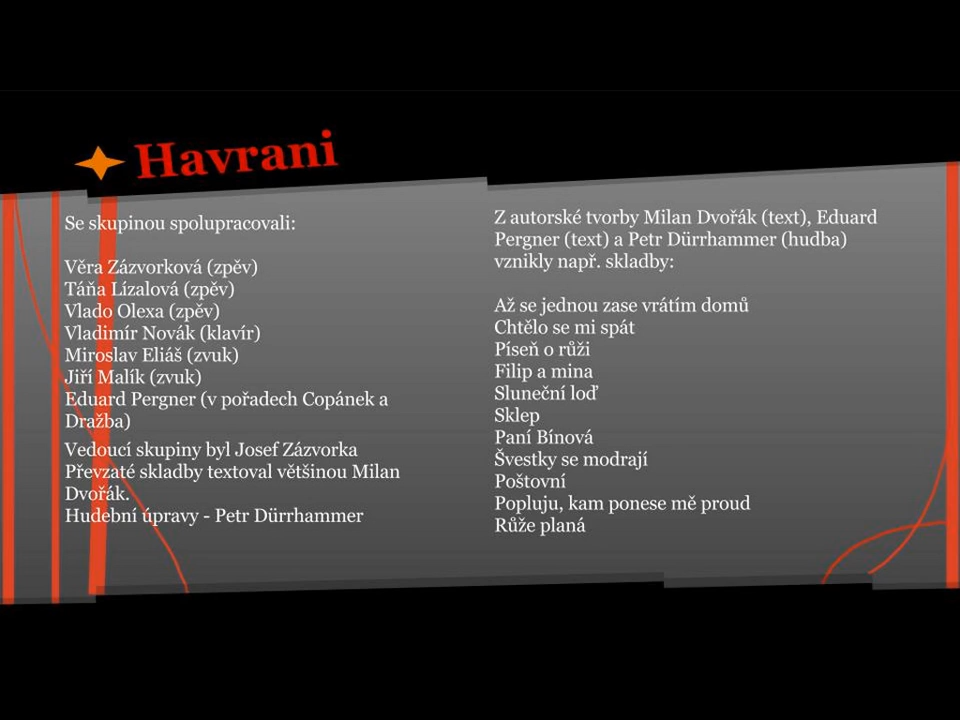 Havrani
Se skupinou spolupracovali:
Věra Zázvorková (zpěv)
Táňa Lízalová (zpěv)
Vlado Olexa (zpěv)
Vladimír Novák (klavír)
Miroslav Eliáš (zvuk)
Jiří Malík (zvuk)
Eduard Pergner (v pořadech Copánek a
Dražba)
Vedoucí skupiny byl Josef Zázvorka
Převzaté skladby textoval většinou Milan
Dvořák.
Hudební úpravy - Petr Dürrhammer
Z autorské tvorby Milan Dvořák (text), Eduard
Pergner (text) a Petr Dürrhammer (hudba)
vznikly např. skladby:
Až se jednou zase vrátím domů
Chtělo se mi spát
Píseň o růži
Filip a mina
Sluneční loď
Sklep
Paní Bínová
Švestky se modrají
Poštovní
Popluju, kam ponese mě proud
Růže planá